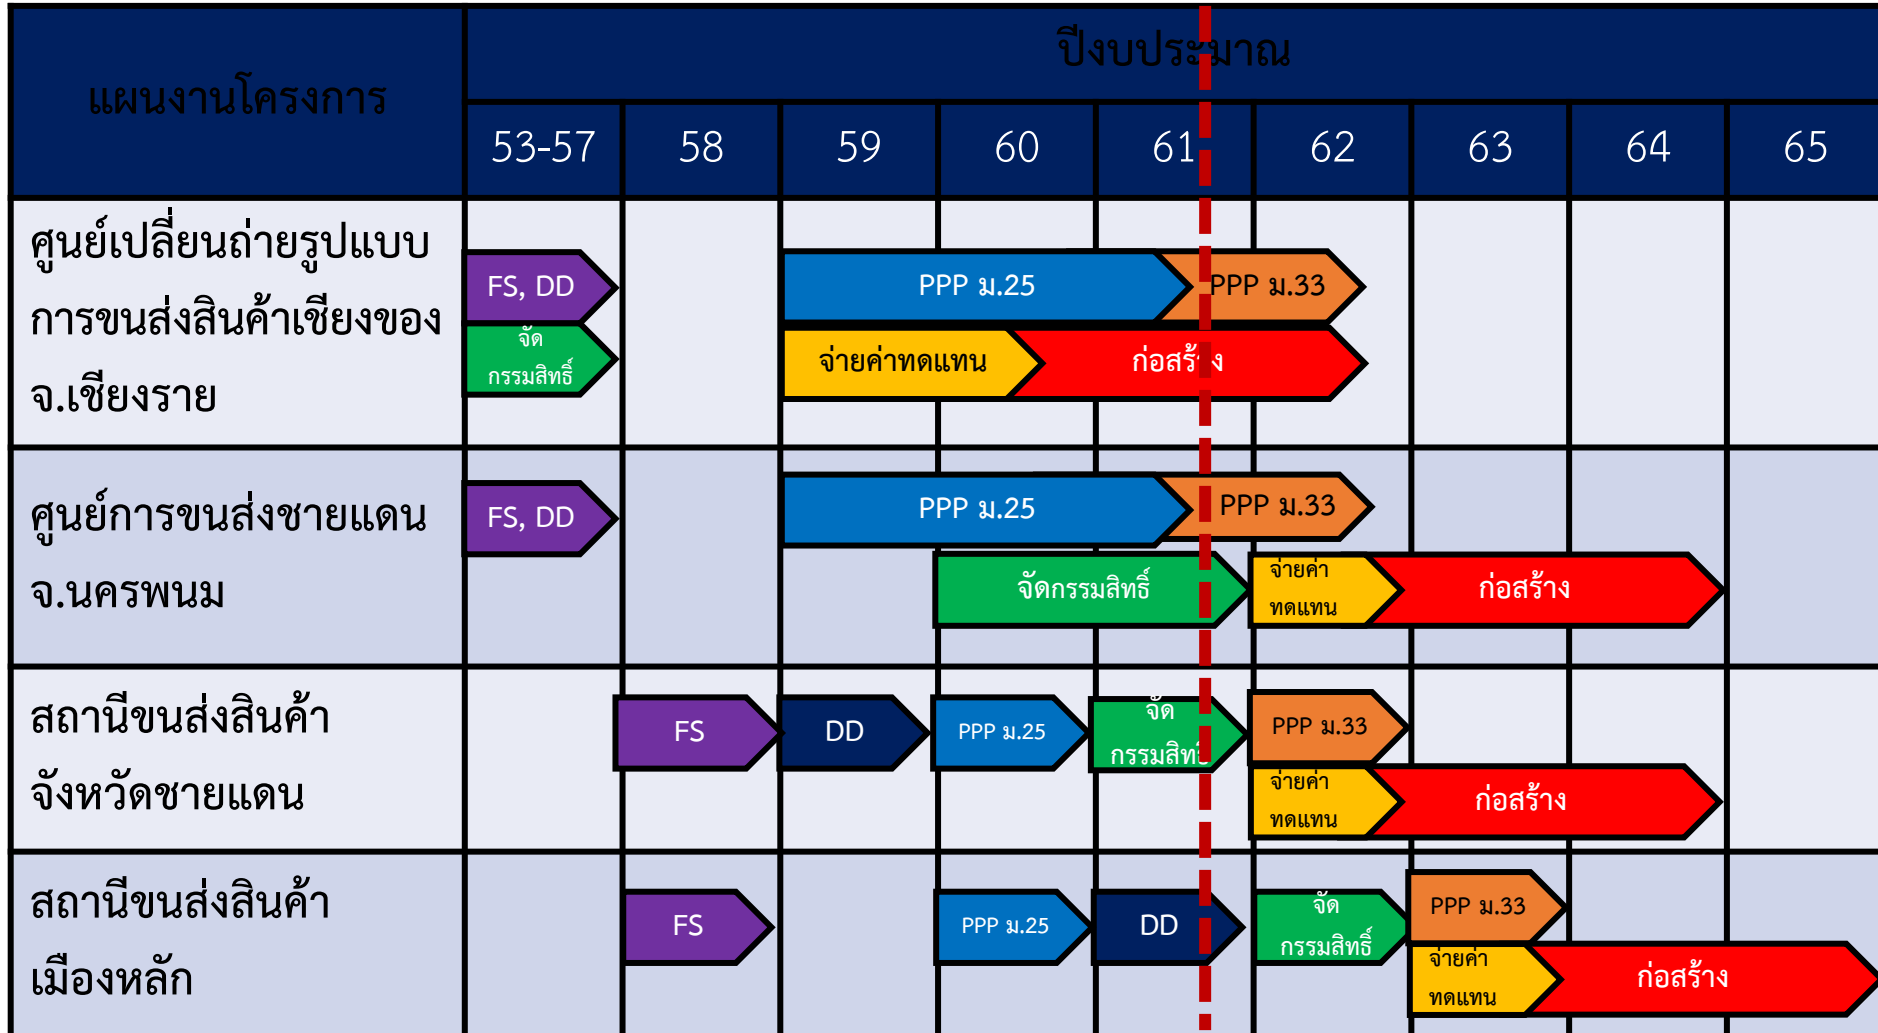 แผนงานโครงการ
ปีงบประมาณ
53-57
58
59
60
61
62
63
64
65
ศูนย์เปลี่ยนถ่ายรูปแบบ
การขนส่งสินค้าเชียงของ
จ.เชียงราย
FS, DD
จัด
กรรมสิทธิ์
PPP ม.25
PPP ม.33
จ่ายค่าทดแทน
ก่อสร้าง
ศูนย์การขนส่งชายแดน
จ.นครพนม
FS, DD
PPP ม.25
PPP ม.33
จัดกรรมสิทธิ์
จ่ายค่า
ทดแทน
ก่อสร้าง
สถานีขนส่งสินค้า
จังหวัดชายแดน
FS
DD
PPP ม.25
จัด
กรรมสิทธิ์
PPP ม.33
จ่ายค่า
ทดแทน
ก่อสร้าง
สถานีขนส่งสินค้า
เมืองหลัก
FS
PPP ม.25
DD
จัด
กรรมสิทธิ์
PPP ม.33
จ่ายค่า
ทดแทน
ก่อสร้าง